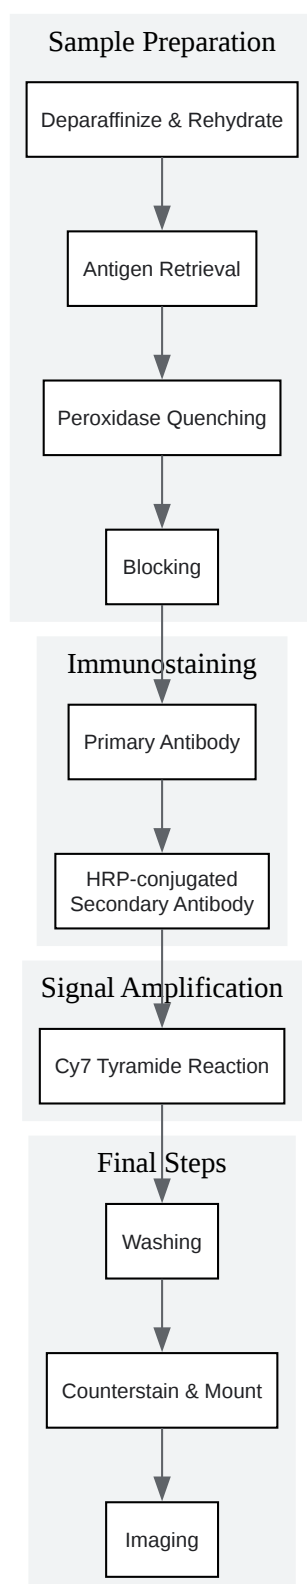 Sample Preparation
Deparaffinize & Rehydrate
Antigen Retrieval
Peroxidase Quenching
Blocking
Immunostaining
Primary Antibody
HRP-conjugated
Secondary Antibody
Signal Amplification
Cy7 Tyramide Reaction
Final Steps
Washing
Counterstain & Mount
Imaging